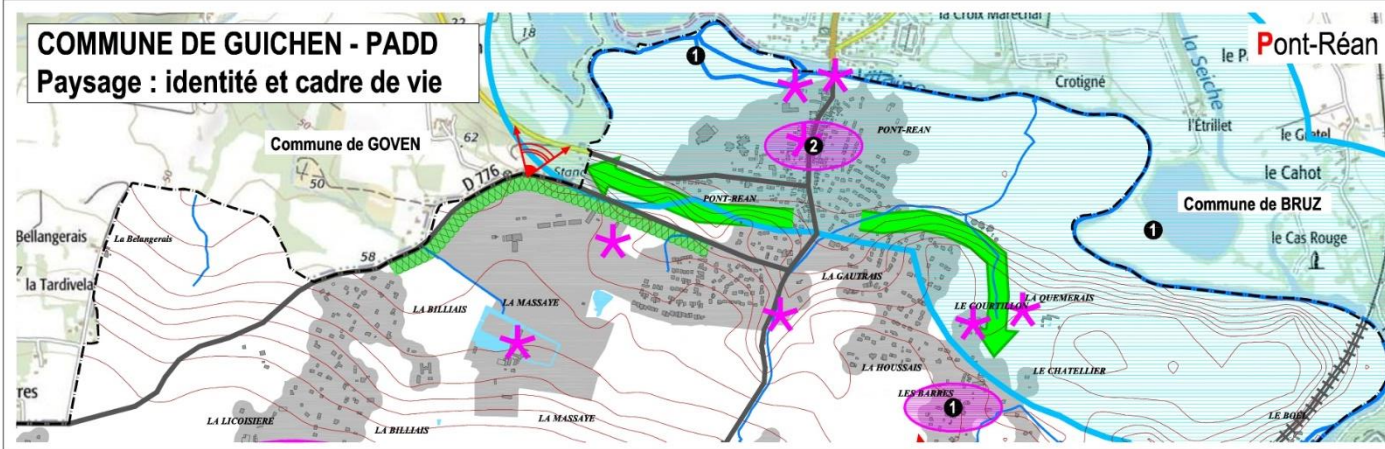 COMMUNE DE GUICHEN - PADD
Paysage : identité et cadre de vie
Pont-Réan
22
18
la Croix Maréchal
la Seiche
Crotigné
l'Étrillet
le Cahot
Commune de BRUZ
le Cas Rouge
Commune de GOVEN
62
50
50
D 776
58
1
2
1
PONT-REAN
PONT-REAN
Bellangerais
La Belangerais
la Tardivela
LA BILLIAIS
LA MASSAYE
LA GAUTRAIS
LE COURTILLON
LA QUEMERAIS
LA HOUSSAIS
LE CHATELLIER
res
LES BARRES
1
LA LICOISIERE
LA BILLIAIS
LA MASSAYE
LE BOEL